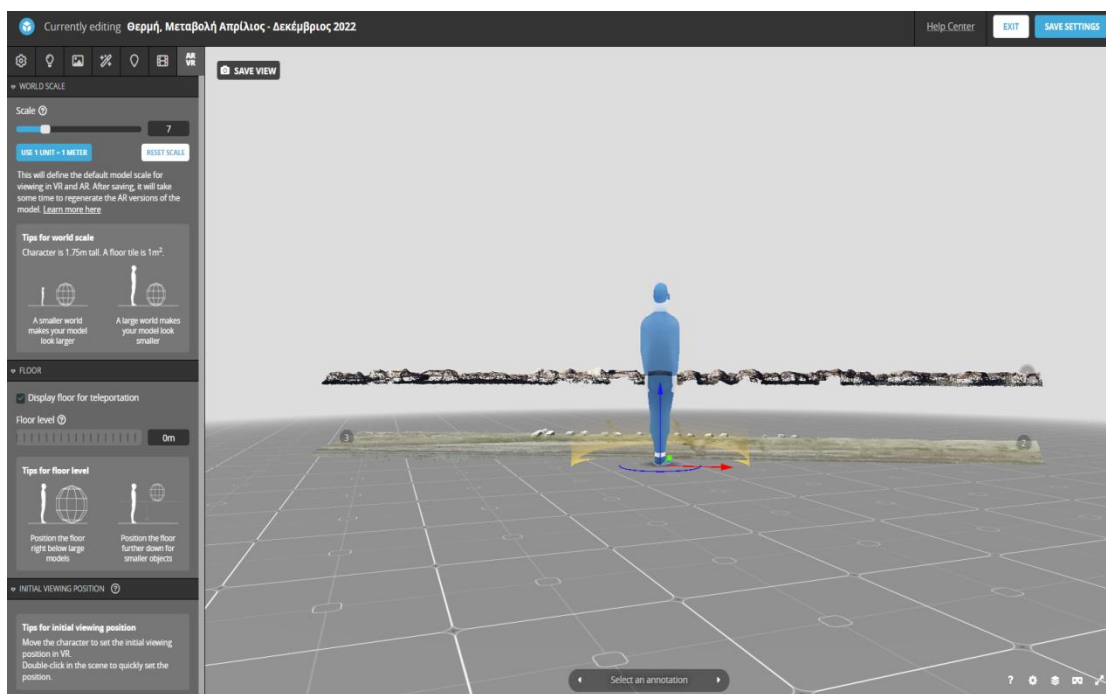 Currently editing Θερμή, Μεταβολή Απρίλιος - Δεκέμβριος 2022
Help Center
EXIT
SAVE SETTINGS
AR
VR
SAVE VIEW
WORLD SCALE
Scale
7
USE 1 UNIT = 1 METER
RESET SCALE
This will define the default model scale for
viewing in VR and AR. After saving, it will take
some time to regenerate the AR versions of the
model. Learn more here
Tips for world scale
Character is 1.75m tall. A floor tile is 1m².
A smaller world
makes your model
look larger
A large world makes
your model look
smaller
FLOOR
Display floor for teleportation
Floor level
0m
Tips for floor level
Position the floor
right below large
models
Position the floor
further down for
smaller objects
INITIAL VIEWING POSITION
Tips for initial viewing position
Move the character to set the initial viewing
position in VR.
Double-click in the scene to quickly set the
position.
3
2
Select an annotation